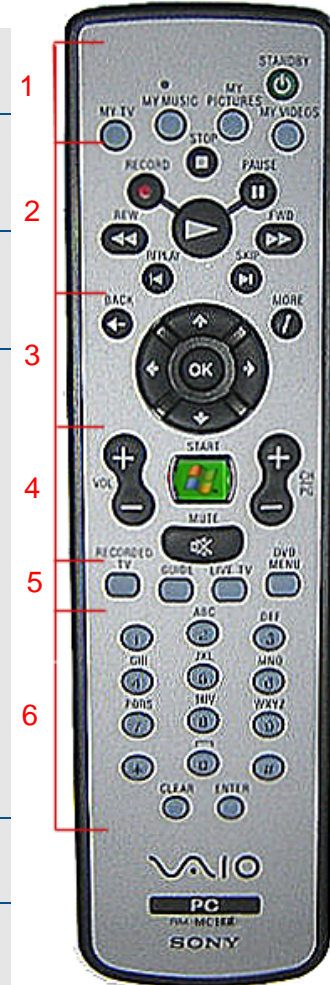 1
STANDBY
MY TV MY MUSIC MY PICTURES MY VIDEOS
STOP
RECORD PAUSE
2
REW FWD
REPLAY SKIP
BACK MORE
3
OK
START
4
VOL
MUTE
5
RECORDED TV GUIDE LIVE TV DVD MENU
ABC DEF
GHI JKL MNO
6
PQRS TUV WXYZ
CLEAR ENTER
VAIO
PC
SONY